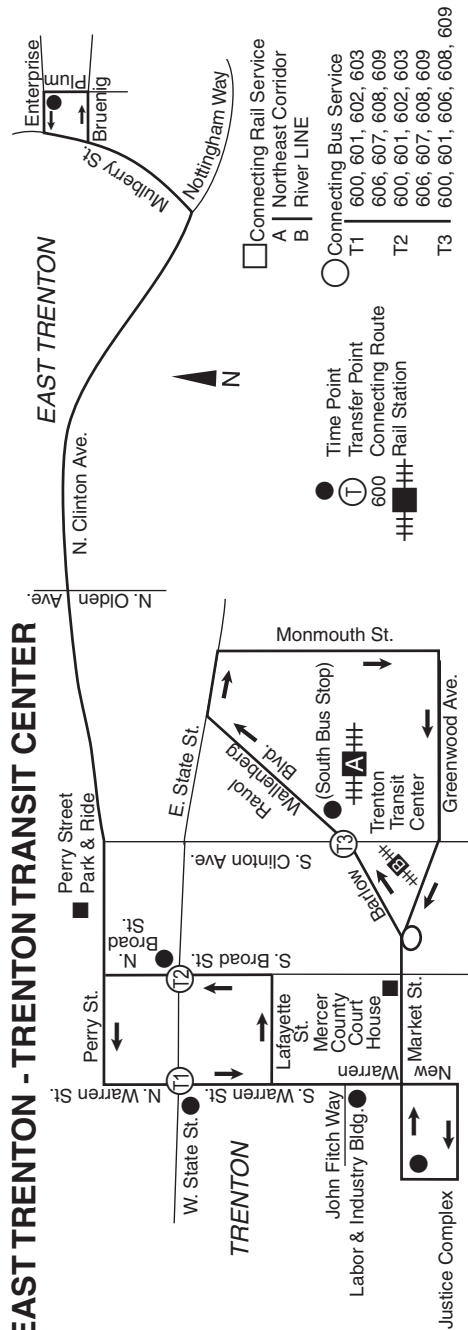 EAST TRENTON - TRENTON TRANSIT CENTER
Enterprise
Plum
Bruenig
Mulberry St.
Nottingham Way
EAST TRENTON
N. Clinton Ave.
N. Olden
Ave.
Perry Street
Park & Ride
Perry St.
N. Broad
St.
N. Warren St.
T1
T2
W. State St.
E. State St.
S. Warren St.
S. Broad St.
Lafayette
St.
TRENTON
S. Clinton Ave.
Raoul
Wallenberg
Blvd.
Monmouth St.
(South Bus Stop)
A
T3
Barlow
B
Trenton
Transit
Center
Greenwood Ave.
Mercer
County
Court
House
Market St.
John Fitch Way
Labor & Industry Bldg.
New
Warren
Justice Complex
N
Time Point
T Transfer Point
600 Connecting Route
Rail Station
Connecting Rail Service
A Northeast Corridor
B River LINE
Connecting Bus Service
T1 600, 601, 602, 603
606, 607, 608, 609
T2 600, 601, 602, 603
606, 607, 608, 609
T3 600, 601, 606, 608, 609